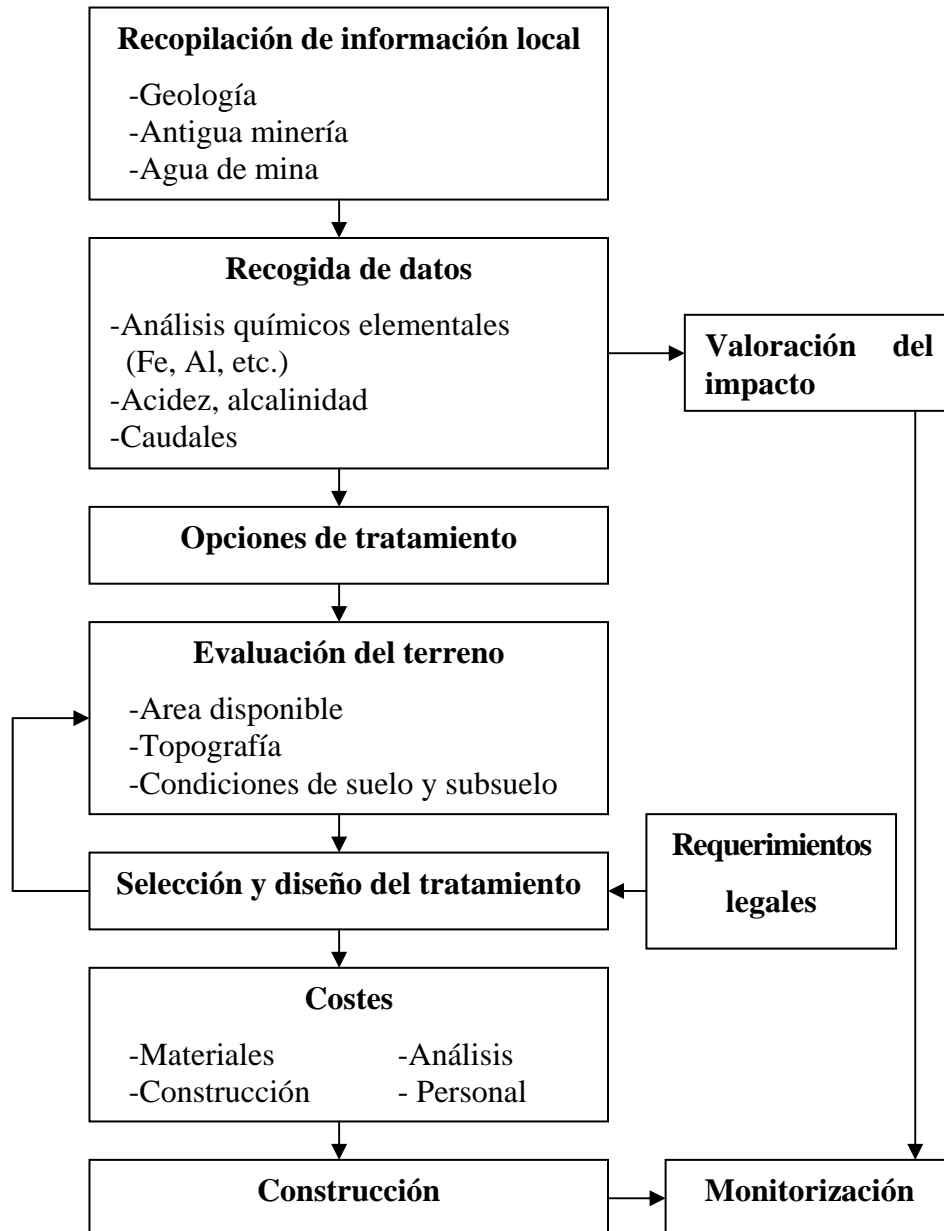 Recopilación de información local
-Geología
-Antigua minería
-Agua de mina
Recogida de datos
-Análisis químicos elementales
(Fe, Al, etc.)
-Acidez, alcalinidad
-Caudales
Valoración del
impacto
Opciones de tratamiento
Evaluación del terreno
-Area disponible
-Topografía
-Condiciones de suelo y subsuelo
Requerimientos
legales
Selección y diseño del tratamiento
Costes
-Materiales -Análisis
-Construcción - Personal
Construcción
Monitorización